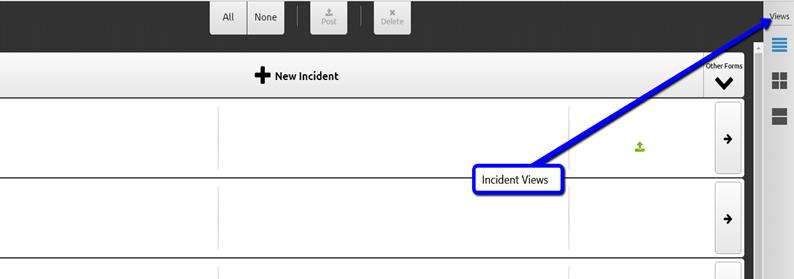 All
None
Post
Delete
Views
New Incident
Other Forms
Incident Views